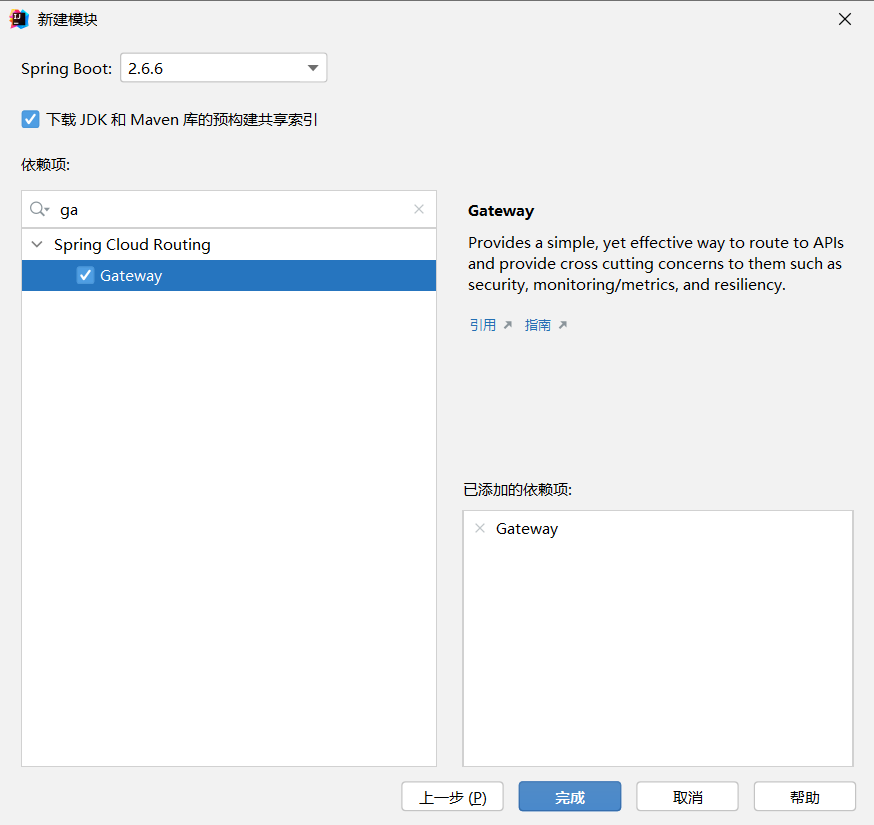 新建模块
Spring Boot: 2.6.6
下载 JDK 和 Maven 库的预构建共享索引
依赖项:
ga
Spring Cloud Routing
Gateway
Gateway
Provides a simple, yet effective way to route to APIs
and provide cross cutting concerns to them such as
security, monitoring/metrics, and resiliency.
引用 指南
已添加的依赖项:
Gateway
上一步 (P) 完成 取消 帮助